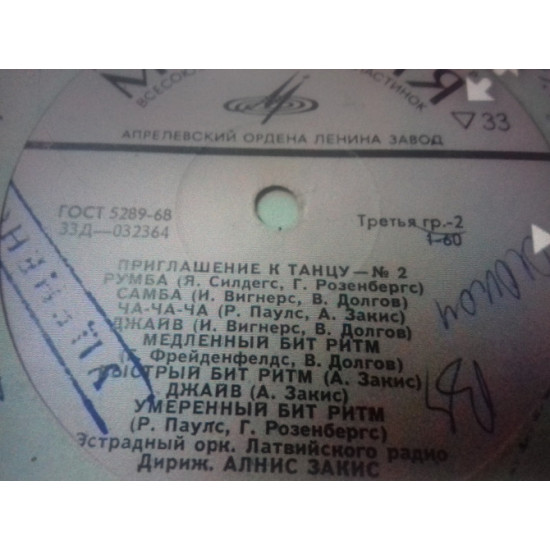 АПРЕЛЕВСКИЙ ОРДЕНА ЛЕНИНА ЗАВОД
▽33
ГОСТ 5289-68
33Д—032364
Третья гр.-2
1-60
ПРИГЛАШЕНИЕ К ТАНЦУ — № 2
РУМБА (Я. Силдегс, Г. Розенбергс)
САМБА (И. Вигнерс, В. Долгов)
ЧА-ЧА-ЧА (Р. Паулс, А. Закис)
ДЖАЙВ (И. Вигнерс, В. Долгов)
МЕДЛЕННЫЙ БИТ РИТМ
Фрейденфелдс, В. Долгов)
БЫСТРЫЙ БИТ РИТМ (А. Закис)
ДЖАЙВ (А. Закис)
УМЕРЕННЫЙ БИТ РИТМ
(Р. Паулс, Г. Розенбергс)
Эстрадный орк. Латвийского радио
Дириж. АЛНИС ЗАКИС